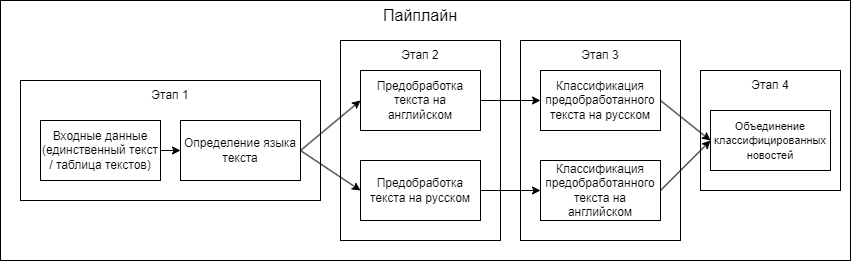 Пайплайн
Этап 1
Входные данные
(единственный текст
/ таблица текстов)
Определение языка
текста
Этап 2
Предобработка
текста на
английском
Предобработка
текста на русском
Этап 3
Классификация
предобработанного
текста на русском
Классификация
предобработанного
текста на
английском
Этап 4
Объединение
классифицированных
новостей